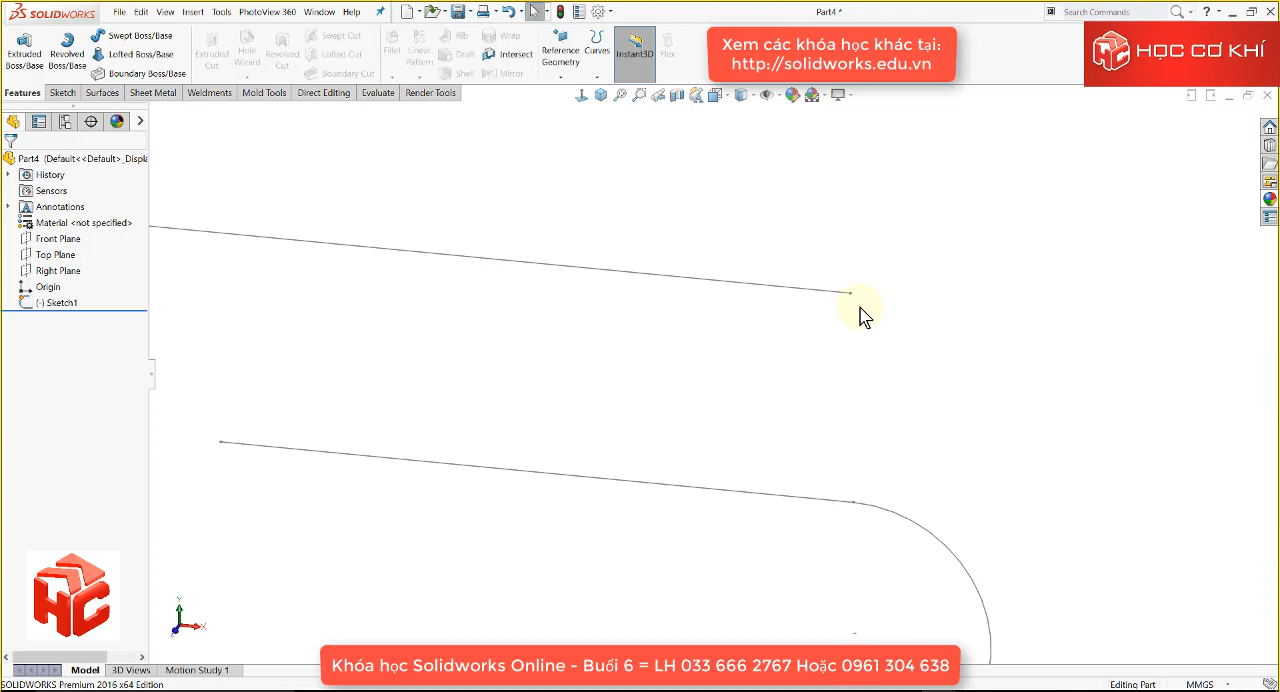 SOLIDWORKS
File Edit View Insert Tools PhotoView 360 Window Help
Part4 *
Search Commands
Extruded Boss/Base
Revolved Boss/Base
Swept Boss/Base
Lofted Boss/Base
Boundary Boss/Base
Extruded Cut
Hole Wizard
Revolved Cut
Swept Cut
Lofted Cut
Boundary Cut
Fillet
Linear Pattern
Rib
Draft
Shell
Wrap
Intersect
Mirror
Reference Geometry
Curves
Instant3D
Flex
Xem các khóa học khác tại:
http://solidworks.edu.vn
HỌC CƠ KHÍ
Features Sketch Surfaces Sheet Metal Weldments Mold Tools Direct Editing Evaluate Render Tools
Part4 (Default<<Default>_Displa
History
Sensors
Annotations
Material <not specified>
Front Plane
Top Plane
Right Plane
Origin
(-) Sketch1
Y
X
Z
Khóa học Solidworks Online - Buổi 6 = LH 033 666 2767 Hoặc 0961 304 638
Model 3D Views Motion Study 1
SOLIDWORKS Premium 2016 x64 Edition
Editing Part
MMGS